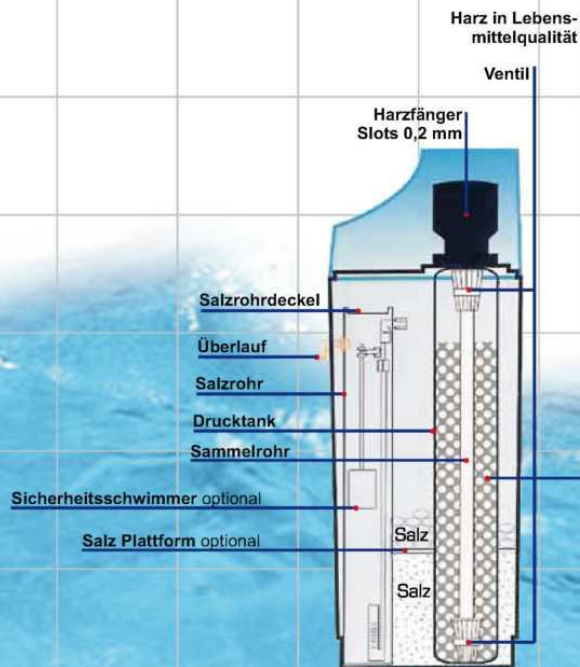 Harz in Lebens-
mittelqualität
Ventil
Harzfänger
Slots 0,2 mm
Salzrohrdeckel
Überlauf
Salzrohr
Drucktank
Sammelrohr
Sicherheitsschwimmer optional
Salz
Salz Plattform optional
Salz